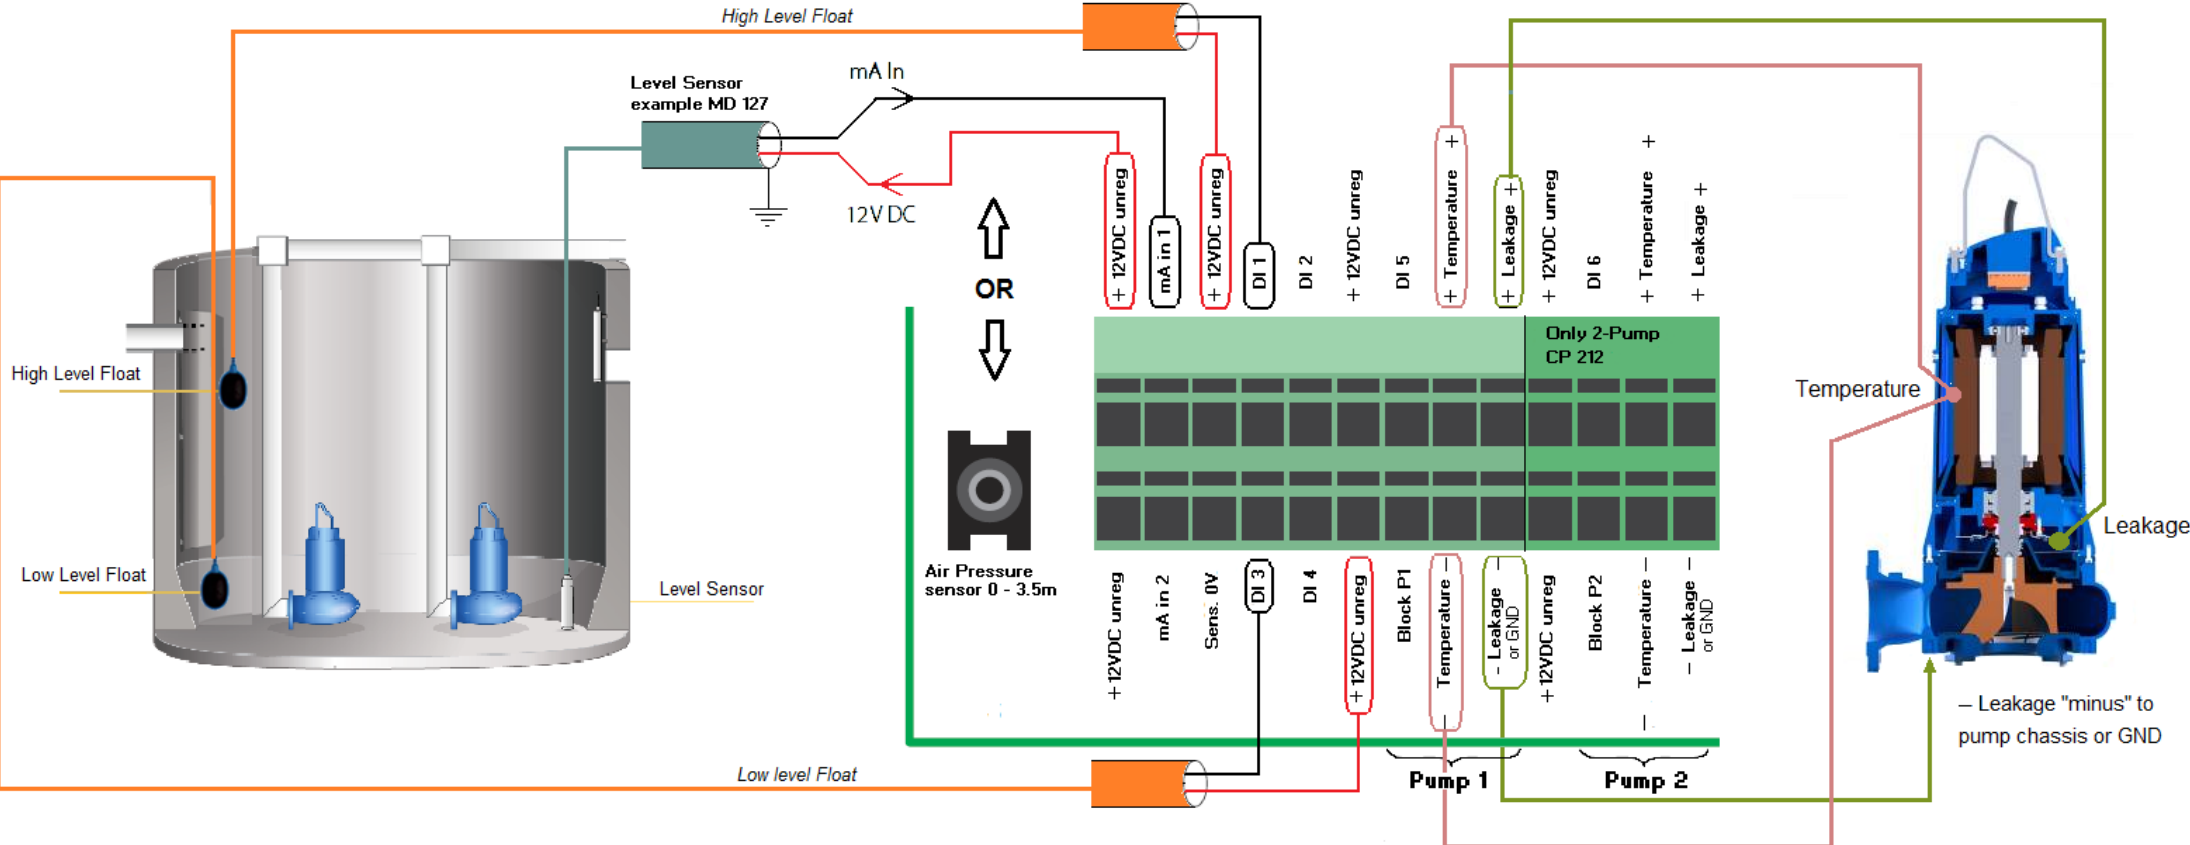 High Level Float
Level Sensor
example MD 127
mA In
12V DC
OR
+ 12VDC unreg
mA in 1
+ 12VDC unreg
DI 1
DI 2
+ 12VDC unreg
DI 5
+ Temperature +
+ Leakage +
+ 12VDC unreg
DI 6
+ Temperature +
+ Leakage +
Only 2-Pump
CP 212
High Level Float
Low Level Float
Level Sensor
Air Pressure
sensor 0 - 3.5m
Temperature
Leakage
+ 12VDC unreg
mA in 2
Sens. 0V
DI 3
DI 4
+ 12VDC unreg
Block P1
– Temperature –
– Leakage –
or GND
+ 12VDC unreg
Block P2
– Temperature –
– Leakage –
or GND
– Leakage "minus" to
pump chassis or GND
Low level Float
Pump 1
Pump 2